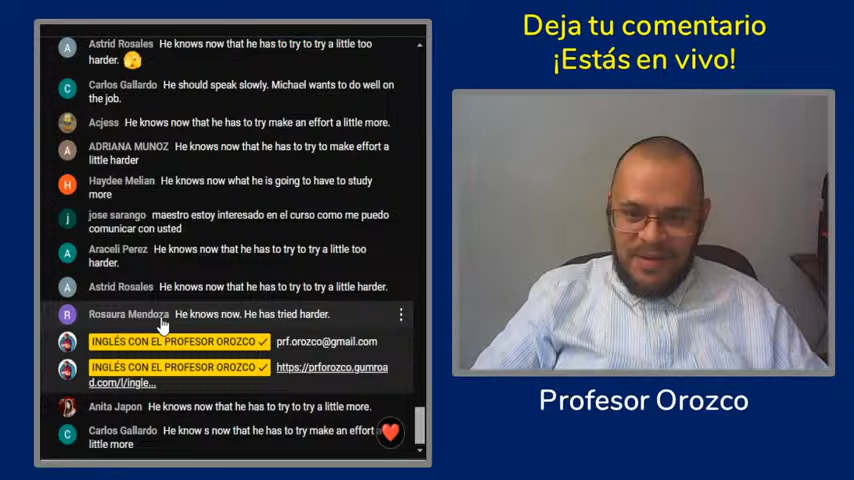 Astrid Rosales He knows now that he has to try to try a little too
harder.
C Carlos Gallardo He should speak slowly. Michael wants to do well on
the job.
Acjess He knows now that he has to try make an effort a little more.
A ADRIANA MUNOZ He knows now that he has to try to make effort a
little harder
H Haydee Melian He knows now what he is going to have to study
more
j jose sarango maestro estoy interesado en el curso como me puedo
comunicar con usted
A Araceli Perez He knows now that he has to try to try a little too
harder.
A Astrid Rosales He knows now that he has to try to try a little harder.
R Rosaura Mendoza He knows now. He has tried harder.
INGLÉS CON EL PROFESOR OROZCO prf.orozco@gmail.com
INGLÉS CON EL PROFESOR OROZCO https://prforozco.gumroa
d.com/l/ingle...
Anita Japon He knows now that he has to try to try a little more.
C Carlos Gallardo He know s now that he has to try make an effort a
little more
Deja tu comentario
¡Estás en vivo!
Profesor Orozco